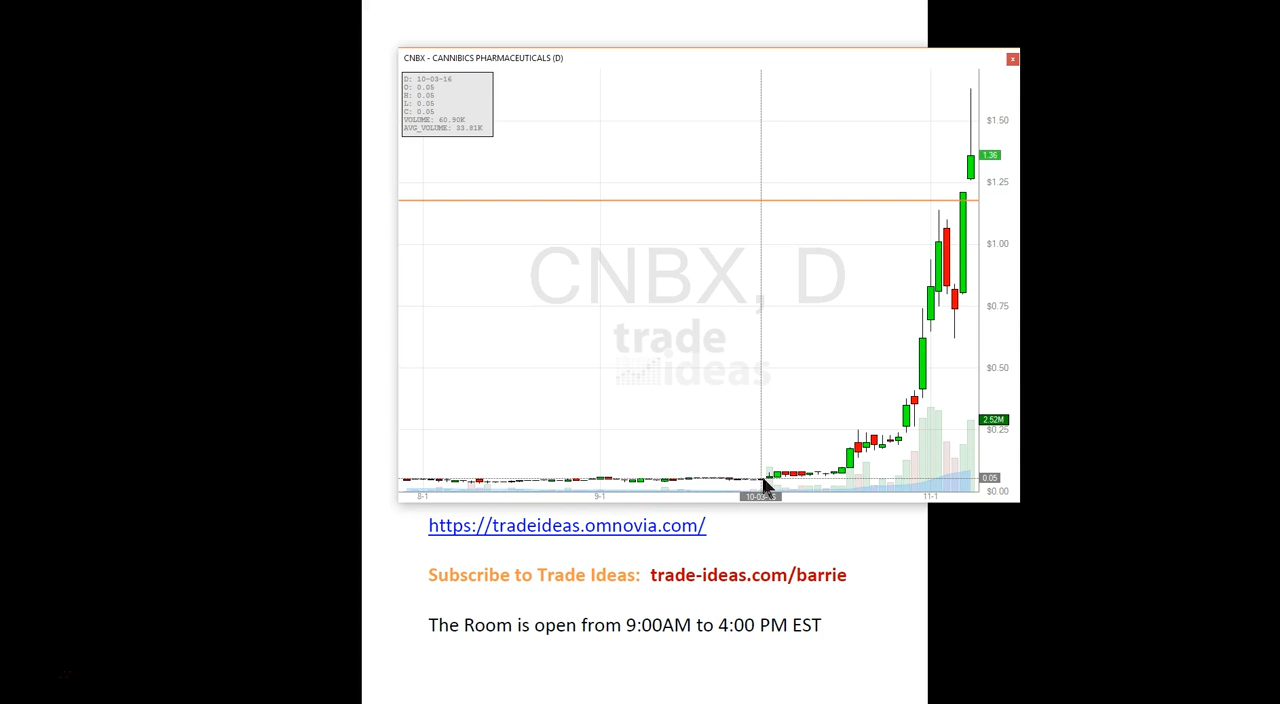 CNBX - CANNIBICS PHARMACEUTICALS (D)
x
D: 10-03-16
O: 0.05
H: 0.05
L: 0.05
C: 0.05
VOLUME: 60.90K
AVG_VOLUME: 33.81K
$1.50
1.36
$1.25
$1.00
CNBX, D
$0.75
trade
ideas
$0.50
2.52M
$0.25
0.05
$0.00
8-1
9-1
11-1
https://tradeideas.omnovia.com/
Subscribe to Trade Ideas: trade-ideas.com/barrie
The Room is open from 9:00AM to 4:00 PM EST